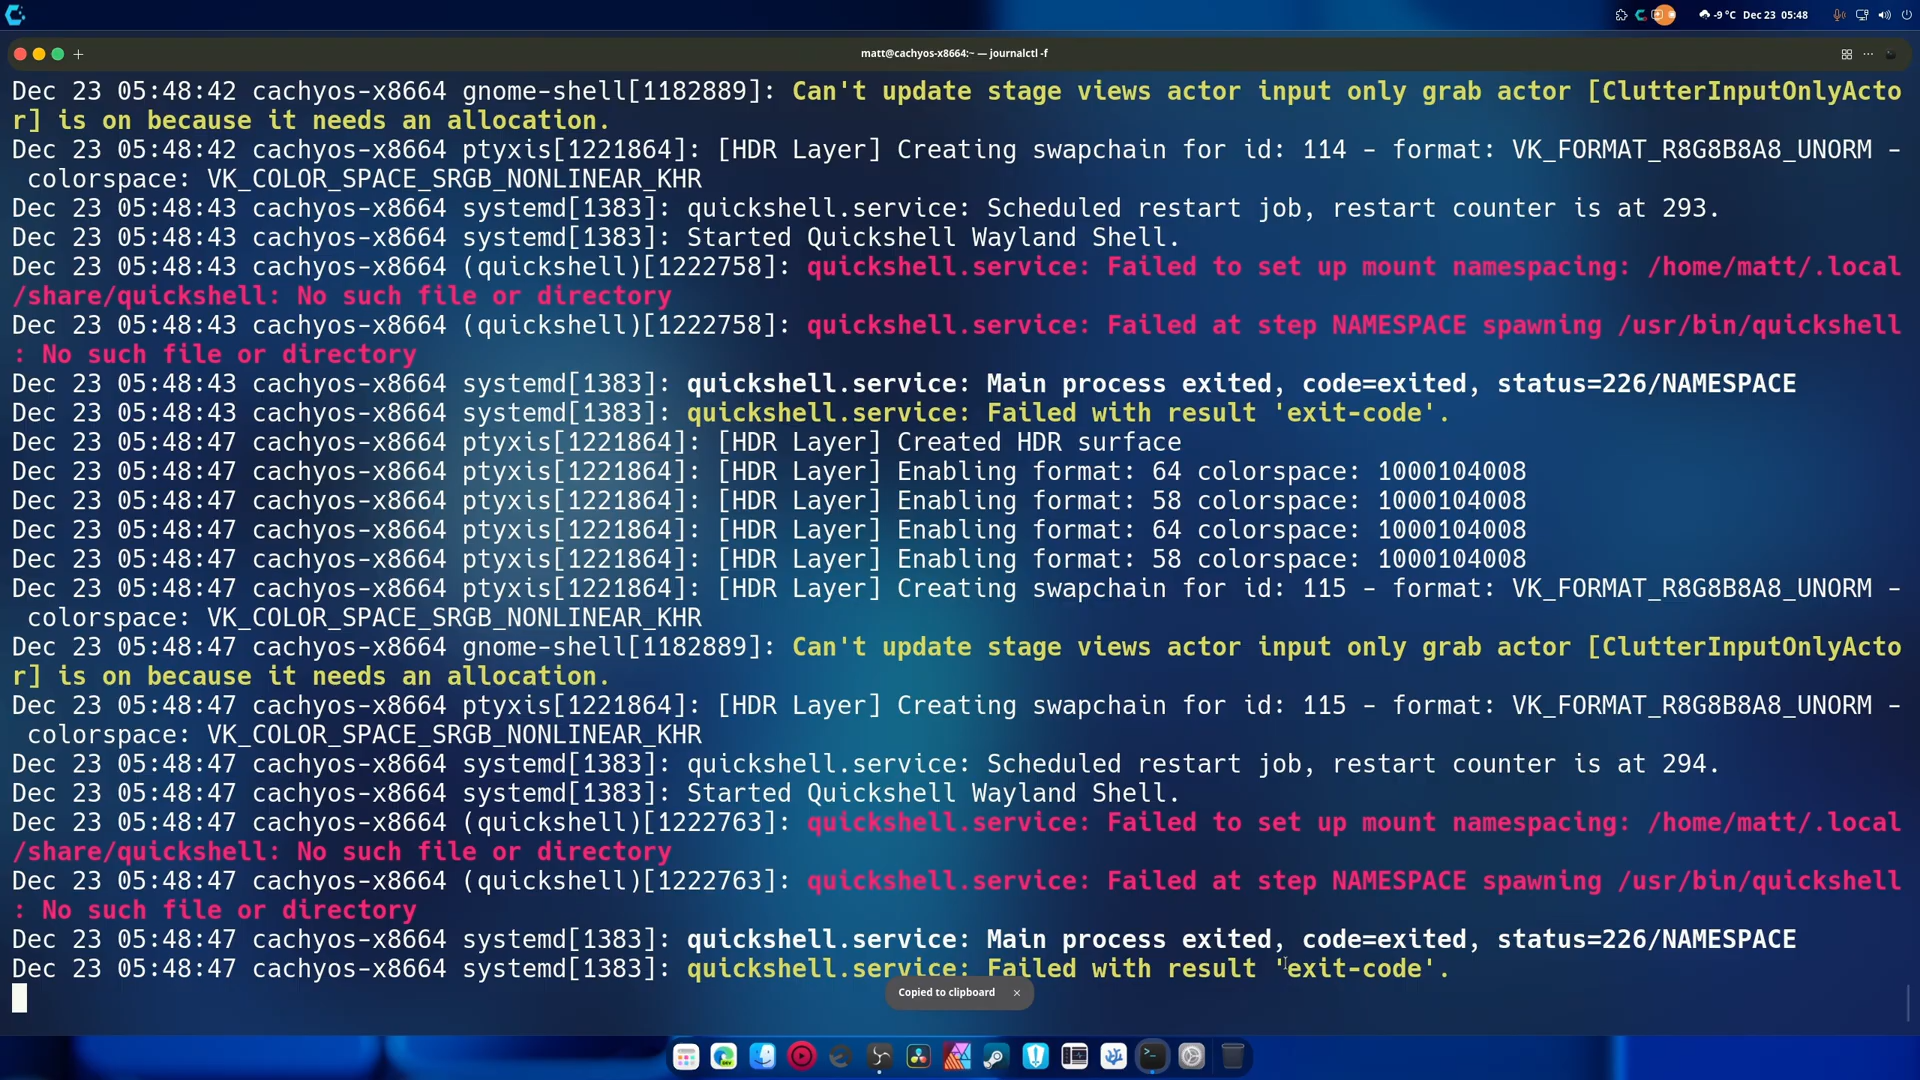 -9 °C Dec 23 05:48
matt@cachyos-x8664:~ — journalctl -f
Dec 23 05:48:42 cachyos-x8664 gnome-shell[1182889]: Can't update stage views actor input only grab actor [ClutterInputOnlyActo
r] is on because it needs an allocation.
Dec 23 05:48:42 cachyos-x8664 ptyxis[1221864]: [HDR Layer] Creating swapchain for id: 114 - format: VK_FORMAT_R8G8B8A8_UNORM -
colorspace: VK_COLOR_SPACE_SRGB_NONLINEAR_KHR
Dec 23 05:48:43 cachyos-x8664 systemd[1383]: quickshell.service: Scheduled restart job, restart counter is at 293.
Dec 23 05:48:43 cachyos-x8664 systemd[1383]: Started Quickshell Wayland Shell.
Dec 23 05:48:43 cachyos-x8664 (quickshell)[1222758]: quickshell.service: Failed to set up mount namespacing: /home/matt/.local
/share/quickshell: No such file or directory
Dec 23 05:48:43 cachyos-x8664 (quickshell)[1222758]: quickshell.service: Failed at step NAMESPACE spawning /usr/bin/quickshell
: No such file or directory
Dec 23 05:48:43 cachyos-x8664 systemd[1383]: quickshell.service: Main process exited, code=exited, status=226/NAMESPACE
Dec 23 05:48:43 cachyos-x8664 systemd[1383]: quickshell.service: Failed with result 'exit-code'.
Dec 23 05:48:47 cachyos-x8664 ptyxis[1221864]: [HDR Layer] Created HDR surface
Dec 23 05:48:47 cachyos-x8664 ptyxis[1221864]: [HDR Layer] Enabling format: 64 colorspace: 1000104008
Dec 23 05:48:47 cachyos-x8664 ptyxis[1221864]: [HDR Layer] Enabling format: 58 colorspace: 1000104008
Dec 23 05:48:47 cachyos-x8664 ptyxis[1221864]: [HDR Layer] Enabling format: 64 colorspace: 1000104008
Dec 23 05:48:47 cachyos-x8664 ptyxis[1221864]: [HDR Layer] Enabling format: 58 colorspace: 1000104008
Dec 23 05:48:47 cachyos-x8664 ptyxis[1221864]: [HDR Layer] Creating swapchain for id: 115 - format: VK_FORMAT_R8G8B8A8_UNORM -
colorspace: VK_COLOR_SPACE_SRGB_NONLINEAR_KHR
Dec 23 05:48:47 cachyos-x8664 gnome-shell[1182889]: Can't update stage views actor input only grab actor [ClutterInputOnlyActo
r] is on because it needs an allocation.
Dec 23 05:48:47 cachyos-x8664 ptyxis[1221864]: [HDR Layer] Creating swapchain for id: 115 - format: VK_FORMAT_R8G8B8A8_UNORM -
colorspace: VK_COLOR_SPACE_SRGB_NONLINEAR_KHR
Dec 23 05:48:47 cachyos-x8664 systemd[1383]: quickshell.service: Scheduled restart job, restart counter is at 294.
Dec 23 05:48:47 cachyos-x8664 systemd[1383]: Started Quickshell Wayland Shell.
Dec 23 05:48:47 cachyos-x8664 (quickshell)[1222763]: quickshell.service: Failed to set up mount namespacing: /home/matt/.local
/share/quickshell: No such file or directory
Dec 23 05:48:47 cachyos-x8664 (quickshell)[1222763]: quickshell.service: Failed at step NAMESPACE spawning /usr/bin/quickshell
: No such file or directory
Dec 23 05:48:47 cachyos-x8664 systemd[1383]: quickshell.service: Main process exited, code=exited, status=226/NAMESPACE
Dec 23 05:48:47 cachyos-x8664 systemd[1383]: quickshell.service: Failed with result 'exit-code'.
Copied to clipboard